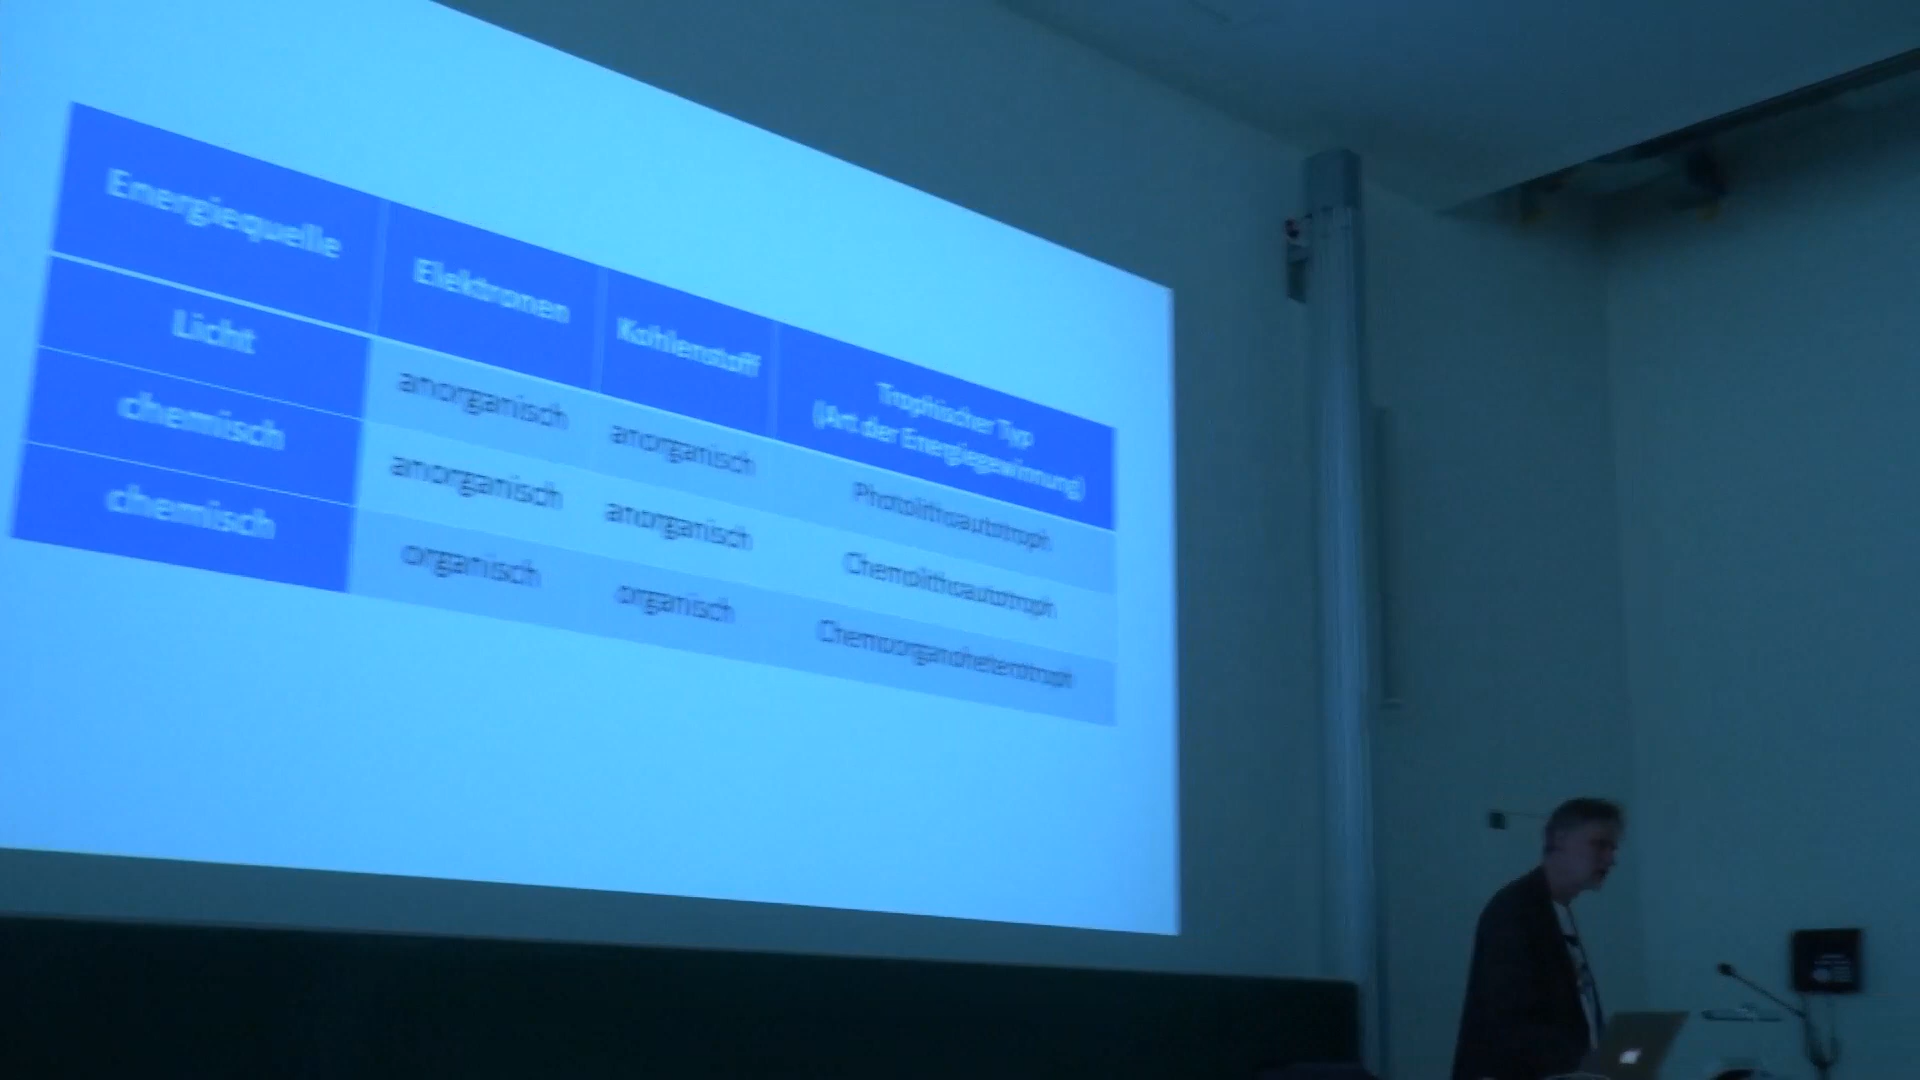 Energiequelle Elektronen Kohlenstoff Trophischer Typ
(Art der Energiegewinnung)
Licht anorganisch anorganisch Photolithoautotroph
chemisch anorganisch anorganisch Chemolithoautotroph
chemisch organisch organisch Chemoorganoheterotroph